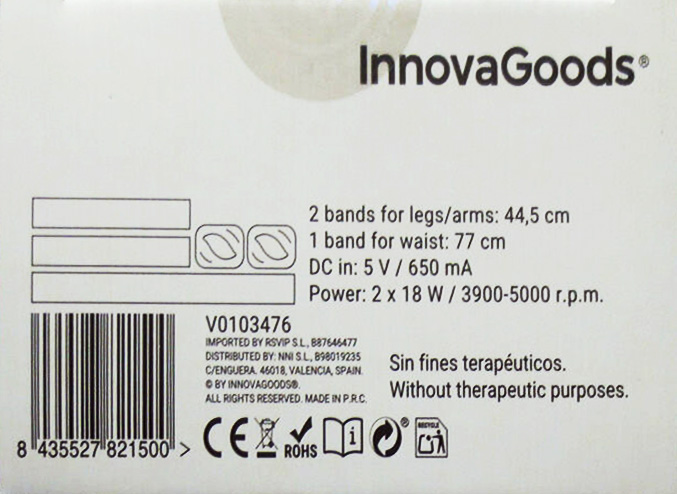 InnovaGoods®
2 bands for legs/arms: 44,5 cm
1 band for waist: 77 cm
DC in: 5 V / 650 mA
Power: 2 x 18 W / 3900-5000 r.p.m.
V0103476
IMPORTED BY RSVIP S.L., B87646477
DISTRIBUTED BY: NNI S.L., B98019235
C/ENGUERA. 46018, VALENCIA, SPAIN.
© BY INNOVAGOODS®.
ALL RIGHTS RESERVED. MADE IN P.R.C.
Sin fines terapéuticos.
Without therapeutic purposes.
8 435527 821500 >
CE
ROHS
i
®
RECYCLE